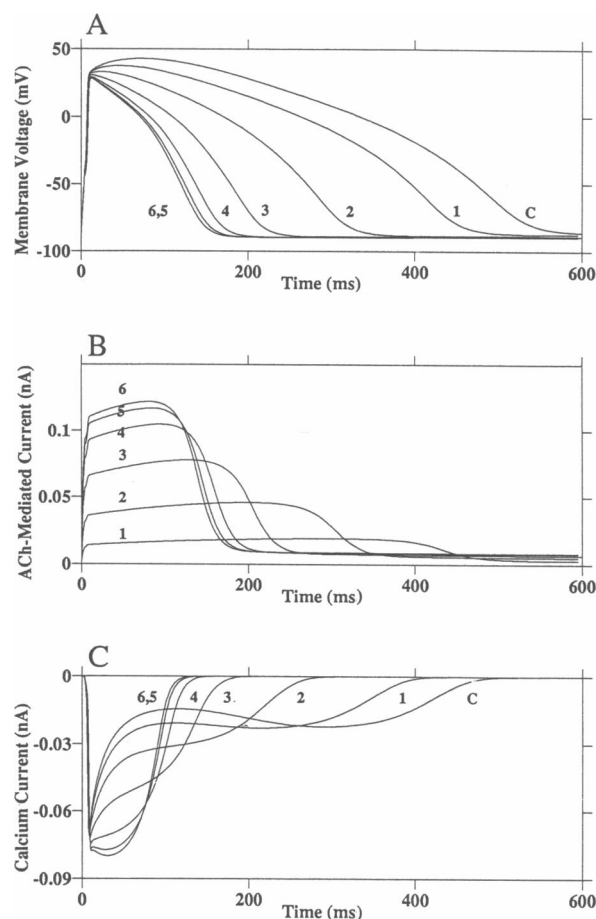 A
50
0
-50
-100
Membrane Voltage (mV)
6,5 4 3 2 1 C
0 200 400 600
Time (ms)
B
0.1
0.05
0
ACh-Mediated Current (nA)
6
5
4
3
2
1
0 200 400 600
Time (ms)
C
0
-0.03
-0.06
-0.09
Calcium Current (nA)
6,5 4 3 2 1 C
0 200 400 600
Time (ms)